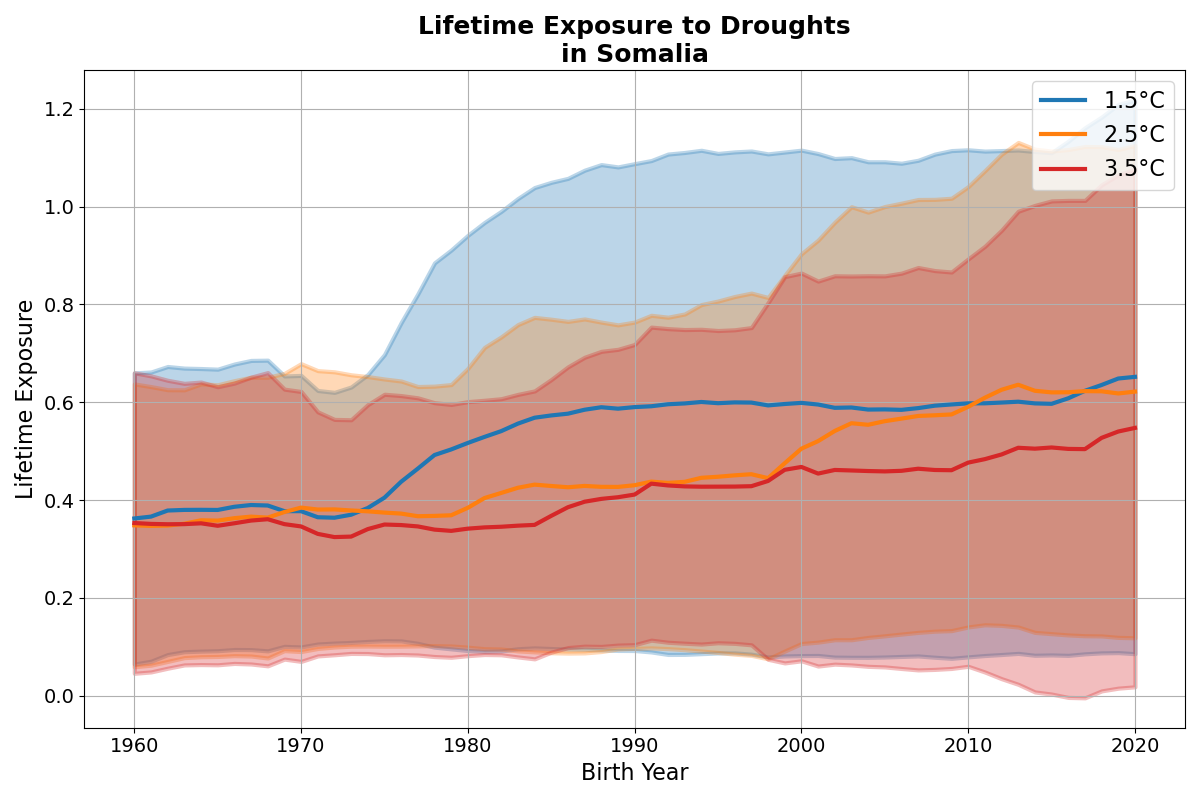 Lifetime Exposure to Droughts
in Somalia
1.5°C
2.5°C
3.5°C
Lifetime Exposure
1.2
1.0
0.8
0.6
0.4
0.2
0.0
1960 1970 1980 1990 2000 2010 2020
Birth Year